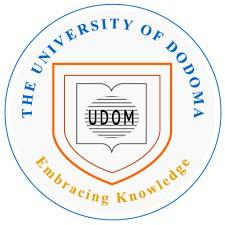 THE UNIVERSITY OF DODOMA
UDOM
Embracing Knowledge